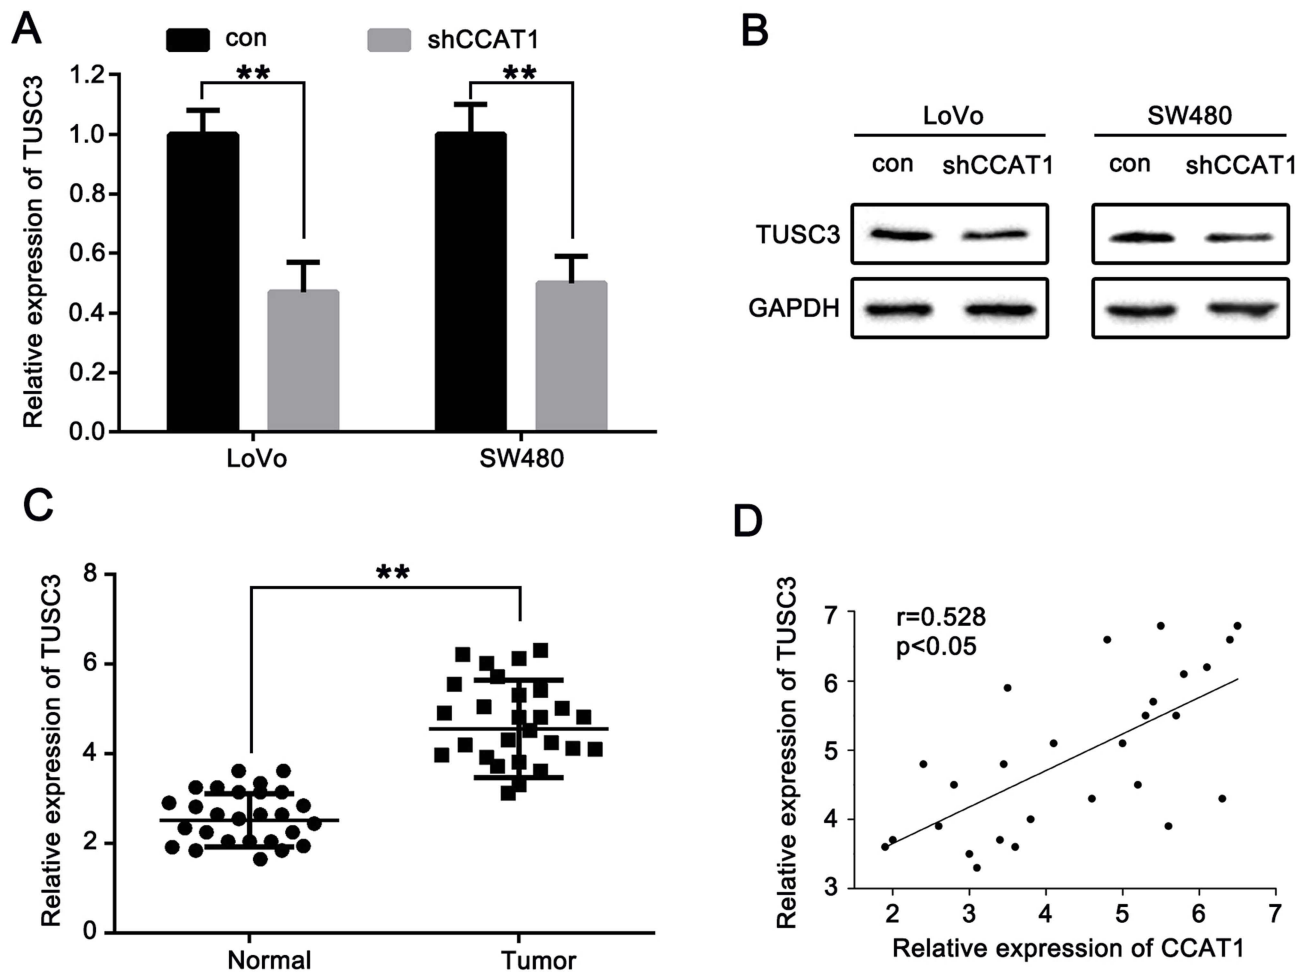 A
con
shCCAT1
Relative expression of TUSC3
1.2
1.0
0.8
0.6
0.4
0.2
0.0
**
**
LoVo
SW480
B
LoVo
SW480
con
shCCAT1
con
shCCAT1
TUSC3
GAPDH
C
Relative expression of TUSC3
8
6
4
2
0
**
Normal
Tumor
D
Relative expression of TUSC3
7
6
5
4
3
r=0.528
p<0.05
2
3
4
5
6
7
Relative expression of CCAT1